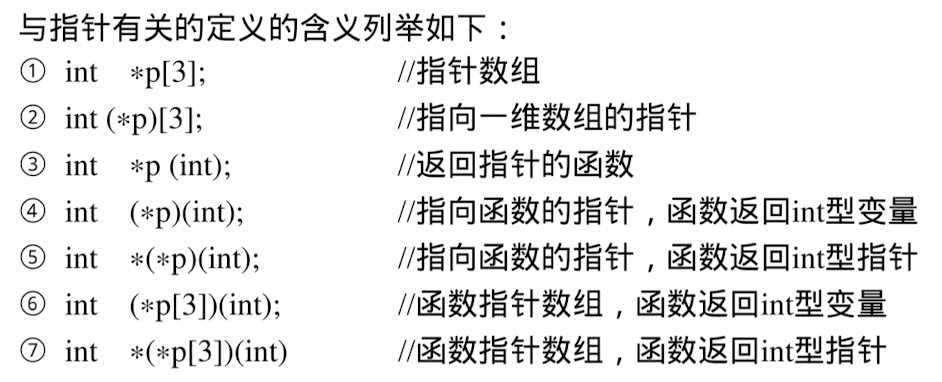 与指针有关的定义的含义列举如下：
① int *p[3]; //指针数组
② int (*p)[3]; //指向一维数组的指针
③ int *p (int); //返回指针的函数
④ int (*p)(int); //指向函数的指针，函数返回int型变量
⑤ int *(*p)(int); //指向函数的指针，函数返回int型指针
⑥ int (*p[3])(int); //函数指针数组，函数返回int型变量
⑦ int *(*p[3])(int) //函数指针数组，函数返回int型指针